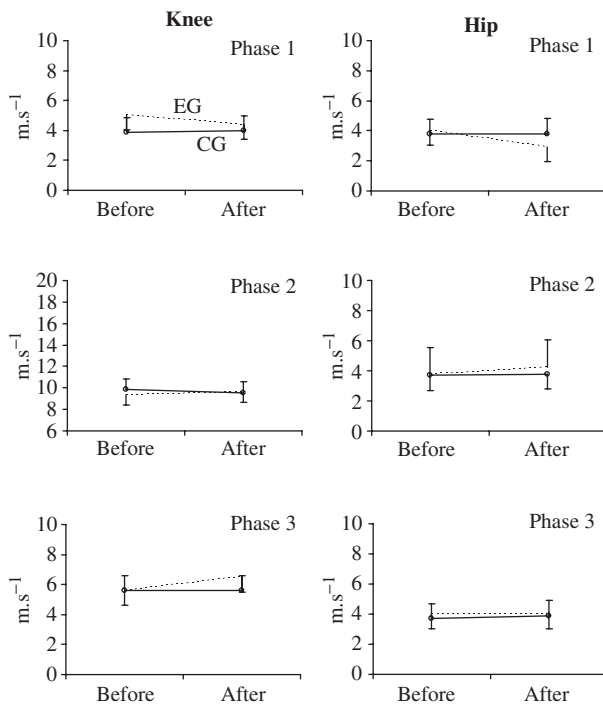 Knee
Phase 1
m.s⁻¹
10
8
6
4
2
0
EG
CG
Before After
Hip
Phase 1
m.s⁻¹
10
8
6
4
2
0
Before After
Phase 2
m.s⁻¹
20
18
16
14
12
10
8
6
Before After
Phase 2
m.s⁻¹
10
8
6
4
2
0
Before After
Phase 3
m.s⁻¹
10
8
6
4
2
0
Before After
Phase 3
m.s⁻¹
10
8
6
4
2
0
Before After